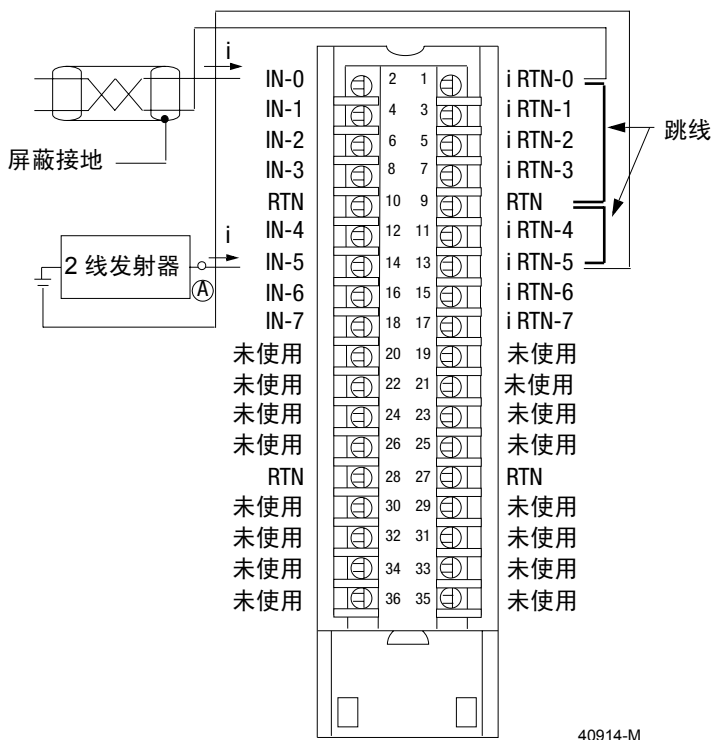 i
IN-0 2 1 i RTN-0
IN-1 4 3 i RTN-1
跳线
IN-2 6 5 i RTN-2
屏蔽接地
IN-3 8 7 i RTN-3
RTN 10 9 RTN
i
IN-4 12 11 i RTN-4
2 线发射器
IN-5 14 13 i RTN-5
A
IN-6 16 15 i RTN-6
IN-7 18 17 i RTN-7
未使用 20 19 未使用
未使用 22 21 未使用
未使用 24 23 未使用
未使用 26 25 未使用
RTN 28 27 RTN
未使用 30 29 未使用
未使用 32 31 未使用
未使用 34 33 未使用
未使用 36 35 未使用
40914-M